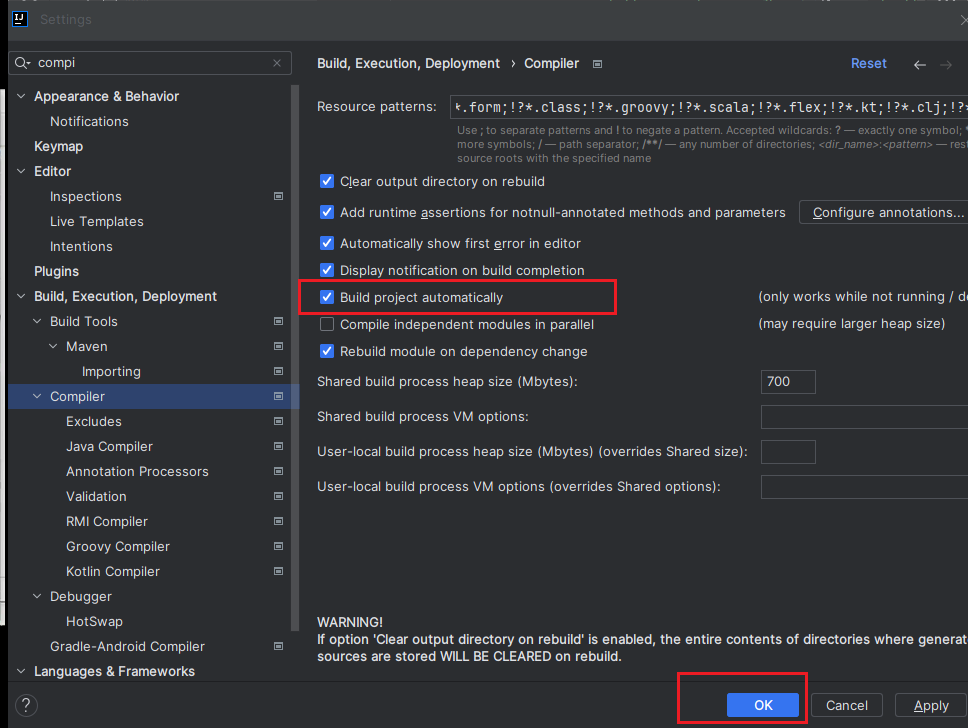 Settings
compi
Appearance & Behavior
Notifications
Keymap
Editor
Inspections
Live Templates
Intentions
Plugins
Build, Execution, Deployment
Build Tools
Maven
Importing
Compiler
Excludes
Java Compiler
Annotation Processors
Validation
RMI Compiler
Groovy Compiler
Kotlin Compiler
Debugger
HotSwap
Gradle-Android Compiler
Languages & Frameworks
?
Build, Execution, Deployment › Compiler
Reset
Resource patterns: *.form;!?*.class;!?*.groovy;!?*.scala;!?*.flex;!?*.kt;!?*.clj;!?*
Use ; to separate patterns and ! to negate a pattern. Accepted wildcards: ? — exactly one symbol; *
more symbols; / — path separator; /**/ — any number of directories; <dir_name>:<pattern> — rest
source roots with the specified name
Clear output directory on rebuild
Add runtime assertions for notnull-annotated methods and parameters Configure annotations...
Automatically show first error in editor
Display notification on build completion
Build project automatically (only works while not running / de
Compile independent modules in parallel (may require larger heap size)
Rebuild module on dependency change
Shared build process heap size (Mbytes): 700
Shared build process VM options:
User-local build process heap size (Mbytes) (overrides Shared size):
User-local build process VM options (overrides Shared options):
WARNING!
If option 'Clear output directory on rebuild' is enabled, the entire contents of directories where generate
sources are stored WILL BE CLEARED on rebuild.
OK Cancel Apply